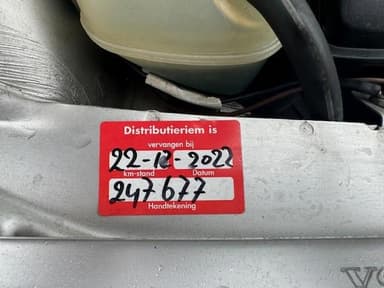 Distributieriem is
vervangen bij
22-12-2022
km-stand Datum
247677
Handtekening